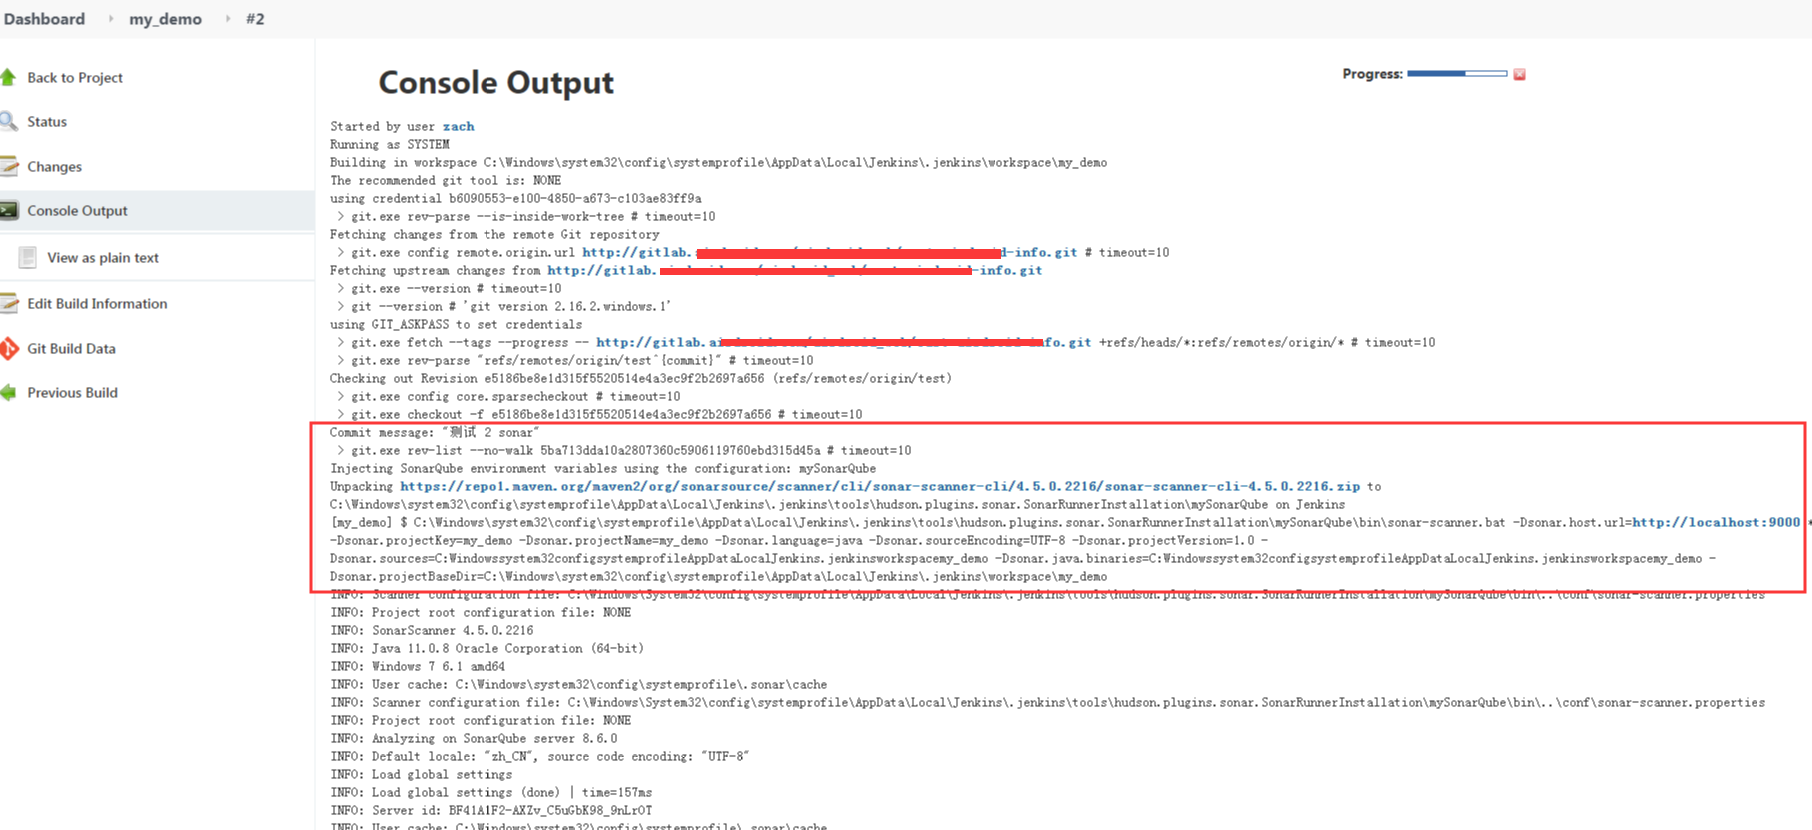 Dashboard my_demo #2
Back to Project
Status
Changes
Console Output
View as plain text
Edit Build Information
Git Build Data
Previous Build
Console Output
Progress:
Started by user zach
Running as SYSTEM
Building in workspace C:\Windows\system32\config\systemprofile\AppData\Local\Jenkins\.jenkins\workspace\my_demo
The recommended git tool is: NONE
using credential b6090553-e100-4850-a673-c103ae83ff9a
> git.exe rev-parse --is-inside-work-tree # timeout=10
Fetching changes from the remote Git repository
> git.exe config remote.origin.url http://gitlab. -info.git # timeout=10
Fetching upstream changes from http://gitlab. -info.git
> git.exe --version # timeout=10
> git --version # 'git version 2.16.2.windows.1'
using GIT_ASKPASS to set credentials
> git.exe fetch --tags --progress -- http://gitlab. fo.git +refs/heads/*:refs/remotes/origin/* # timeout=10
> git.exe rev-parse "refs/remotes/origin/test^{commit}" # timeout=10
Checking out Revision e5186be8e1d315f5520514e4a3ec9f2b2697a656 (refs/remotes/origin/test)
> git.exe config core.sparsecheckout # timeout=10
> git.exe checkout -f e5186be8e1d315f5520514e4a3ec9f2b2697a656 # timeout=10
Commit message: "测试 2 sonar"
> git.exe rev-list --no-walk 5ba713dda10a2807360c5906119760ebd315d45a # timeout=10
Injecting SonarQube environment variables using the configuration: mySonarQube
Unpacking https://repo1.maven.org/maven2/org/sonarsource/scanner/cli/sonar-scanner-cli/4.5.0.2216/sonar-scanner-cli-4.5.0.2216.zip to
C:\Windows\system32\config\systemprofile\AppData\Local\Jenkins\.jenkins\tools\hudson.plugins.sonar.SonarRunnerInstallation\mySonarQube on Jenkins
[my_demo] $ C:\Windows\system32\config\systemprofile\AppData\Local\Jenkins\.jenkins\tools\hudson.plugins.sonar.SonarRunnerInstallation\mySonarQube\bin\sonar-scanner.bat -Dsonar.host.url=http://localhost:9000 *
-Dsonar.projectKey=my_demo -Dsonar.projectName=my_demo -Dsonar.language=java -Dsonar.sourceEncoding=UTF-8 -Dsonar.projectVersion=1.0 -
Dsonar.sources=C:Windowssystem32configsystemprofileAppDataLocalJenkins.jenkinsworkspacemy_demo -Dsonar.java.binaries=C:Windowssystem32configsystemprofileAppDataLocalJenkins.jenkinsworkspacemy_demo -
Dsonar.projectBaseDir=C:\Windows\system32\config\systemprofile\AppData\Local\Jenkins\.jenkins\workspace\my_demo
INFO: Scanner configuration file: C:\Windows\System32\config\systemprofile\AppData\Local\Jenkins\.jenkins\tools\hudson.plugins.sonar.SonarRunnerInstallation\mySonarQube\bin\..\conf\sonar-scanner.properties
INFO: Project root configuration file: NONE
INFO: SonarScanner 4.5.0.2216
INFO: Java 11.0.8 Oracle Corporation (64-bit)
INFO: Windows 7 6.1 amd64
INFO: User cache: C:\Windows\system32\config\systemprofile\.sonar\cache
INFO: Scanner configuration file: C:\Windows\System32\config\systemprofile\AppData\Local\Jenkins\.jenkins\tools\hudson.plugins.sonar.SonarRunnerInstallation\mySonarQube\bin\..\conf\sonar-scanner.properties
INFO: Project root configuration file: NONE
INFO: Analyzing on SonarQube server 8.6.0
INFO: Default locale: "zh_CN", source code encoding: "UTF-8"
INFO: Load global settings
INFO: Load global settings (done) | time=157ms
INFO: Server id: BF41A1F2-AXZv_C5uGbK98_9nLrOT
INFO: User cache: C:\Windows\system32\config\systemprofile\.sonar\cache